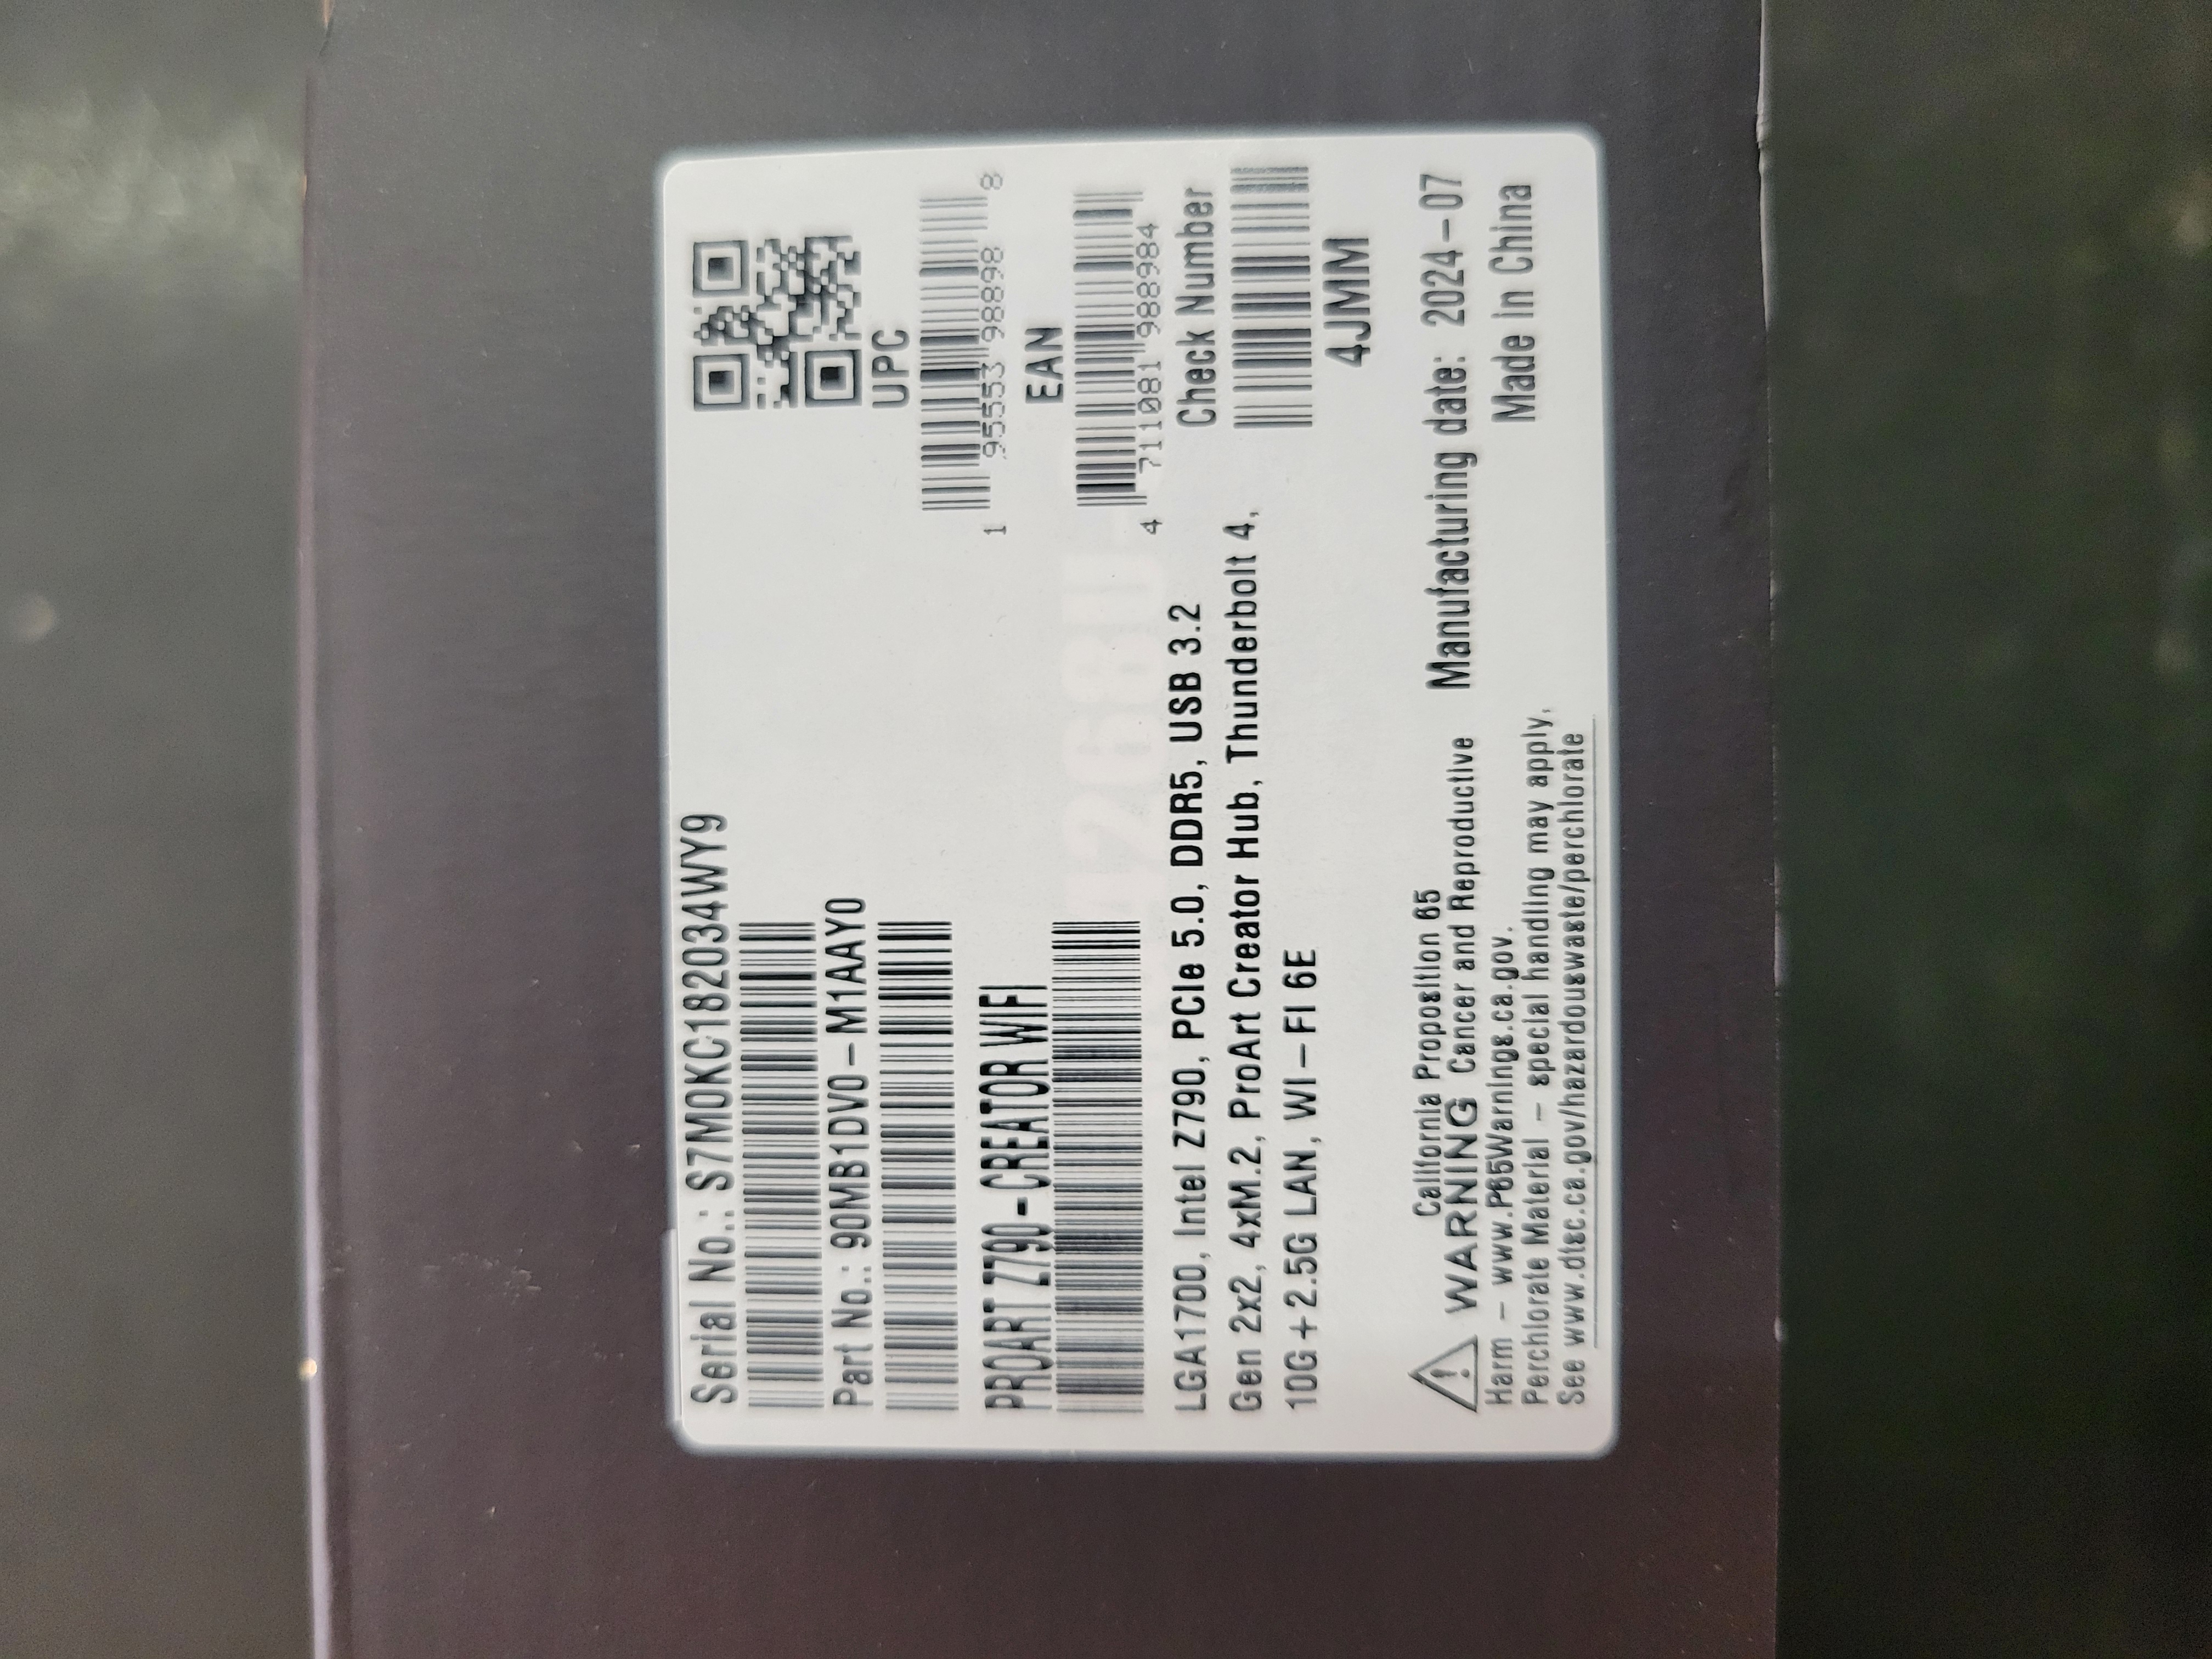 Serial No.: S7M0KC182034WY9
Part No.: 90MB1DV0-M1AAY0
PROART Z790-CREATOR WIFI
LGA1700, Intel Z790, PCIe 5.0, DDR5, USB 3.2
Gen 2x2, 4xM.2, ProArt Creator Hub, Thunderbolt 4,
10G+2.5G LAN, WI-FI 6E
UPC
1 95553 98898 8
EAN
4 711081 988984
Check Number
4JMM
California Proposition 65
WARNING Cancer and Reproductive
Harm - www.P65Warnings.ca.gov.
Perchlorate Material - special handling may apply,
See www.dtsc.ca.gov/hazardouswaste/perchlorate
Manufacturing date: 2024-07
Made in China